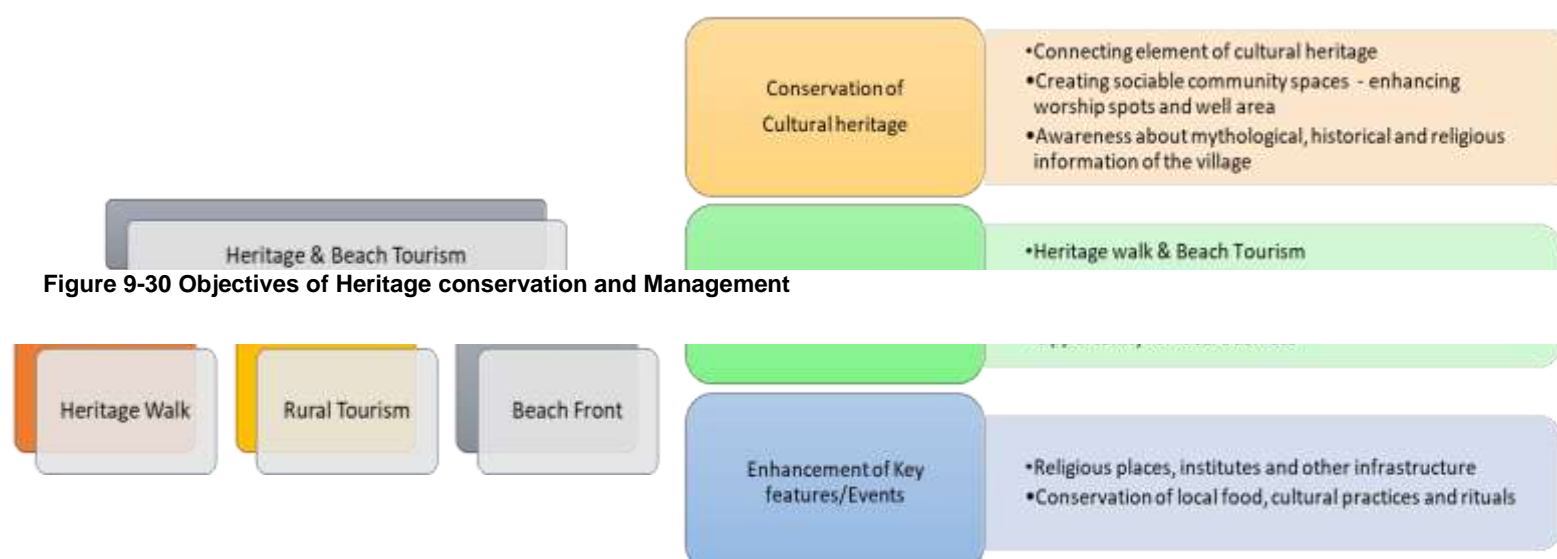 Conservation of
Cultural heritage
•Connecting element of cultural heritage
•Creating sociable community spaces - enhancing
worship spots and well area
•Awareness about mythological, historical and religious
information of the village
Heritage & Beach Tourism
•Heritage walk & Beach Tourism
Figure 9-30 Objectives of Heritage conservation and Management
Heritage Walk
Rural Tourism
Beach Front
Enhancement of Key
features/Events
•Religious places, institutes and other infrastructure
•Conservation of local food, cultural practices and rituals